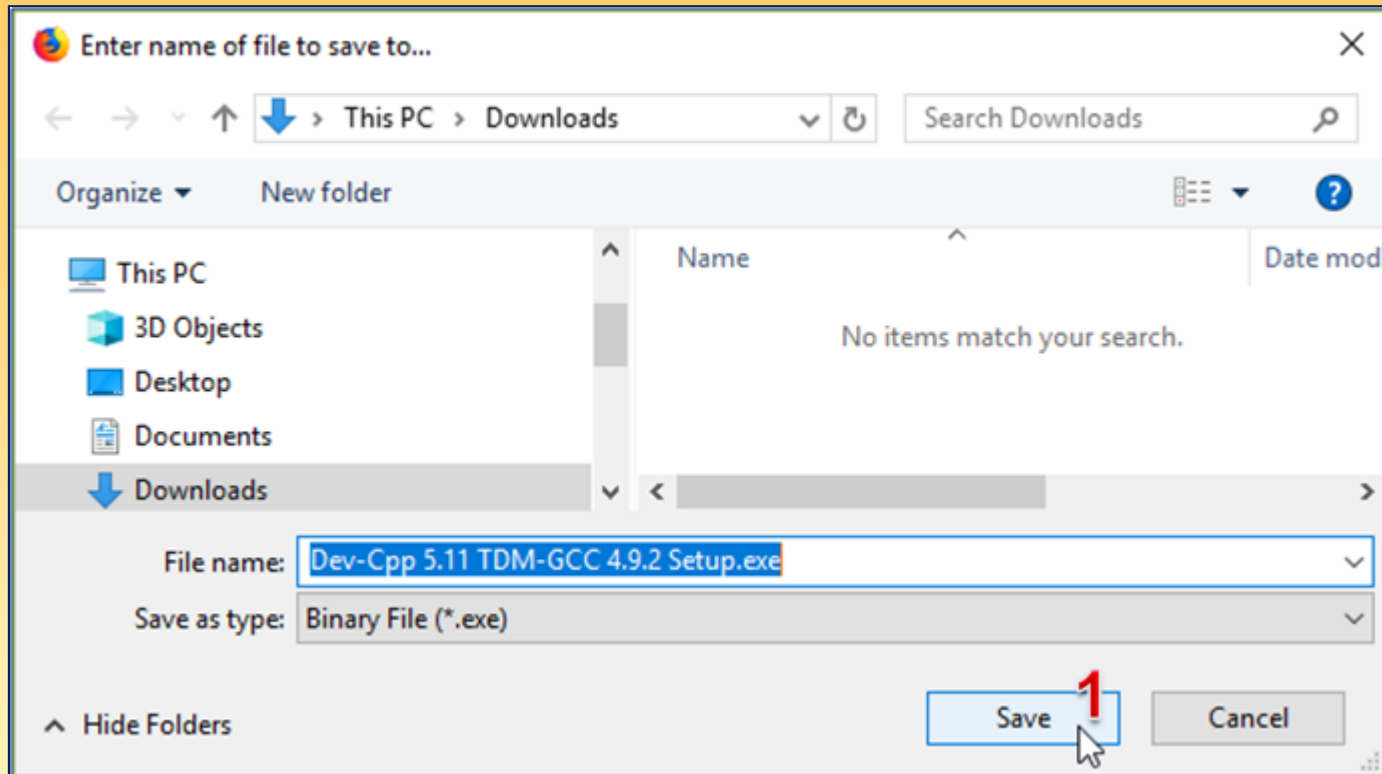 Enter name of file to save to...
This PC > Downloads
Search Downloads
Organize
New folder
?
Name
Date mod
This PC
3D Objects
Desktop
Documents
Downloads
No items match your search.
File name: Dev-Cpp 5.11 TDM-GCC 4.9.2 Setup.exe
Save as type: Binary File (*.exe)
Hide Folders
Save
1
Cancel